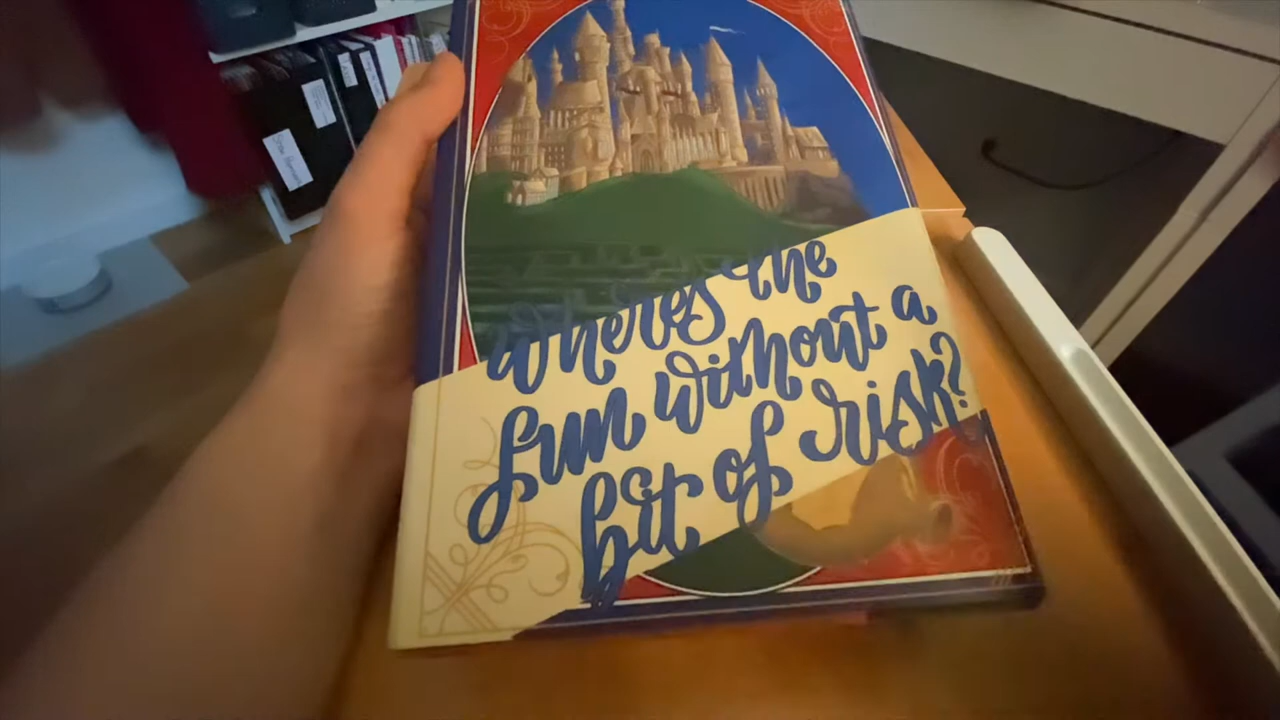 where's the
fun without a
bit of risk?